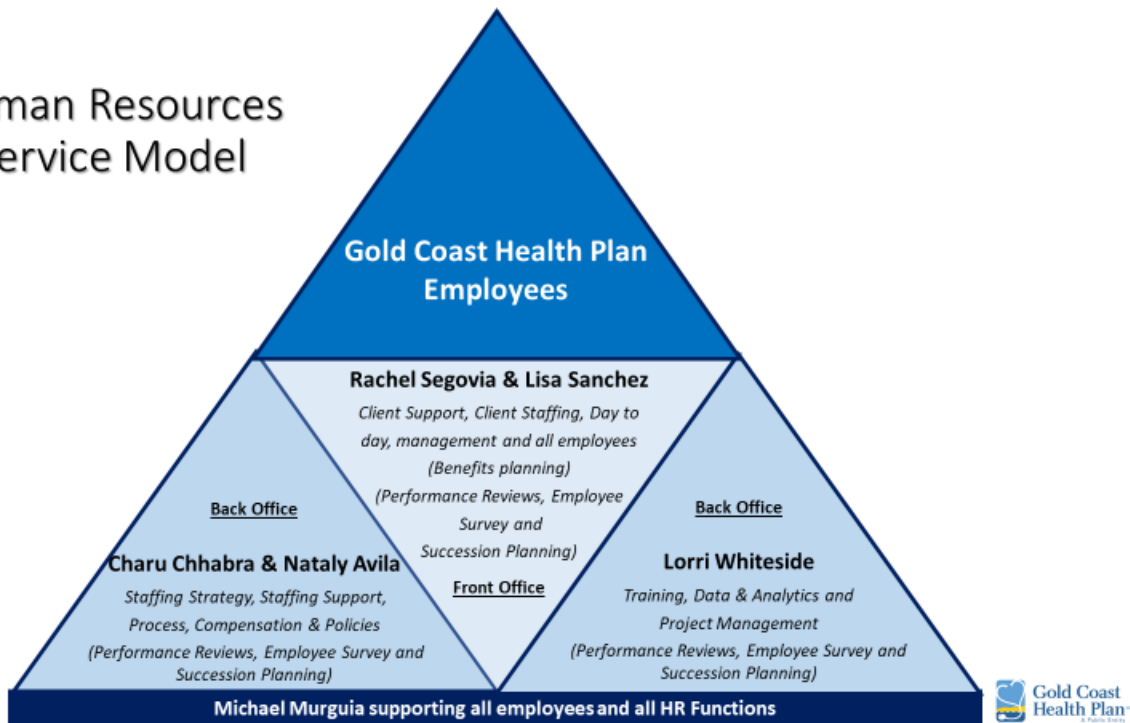 man Resources
ervice Model
Gold Coast Health Plan
Employees
Rachel Segovia & Lisa Sanchez
Client Support, Client Staffing, Day to
day, management and all employees
(Benefits planning)
(Performance Reviews, Employee
Survey and
Succession Planning)
Front Office
Back Office
Charu Chhabra & Nataly Avila
Staffing Strategy, Staffing Support,
Process, Compensation & Policies
(Performance Reviews, Employee Survey and
Succession Planning)
Back Office
Lorri Whiteside
Training, Data & Analytics and
Project Management
(Performance Reviews, Employee Survey and
Succession Planning)
Michael Murguia supporting all employees and all HR Functions
Gold Coast
Health Plan
A Public Entity